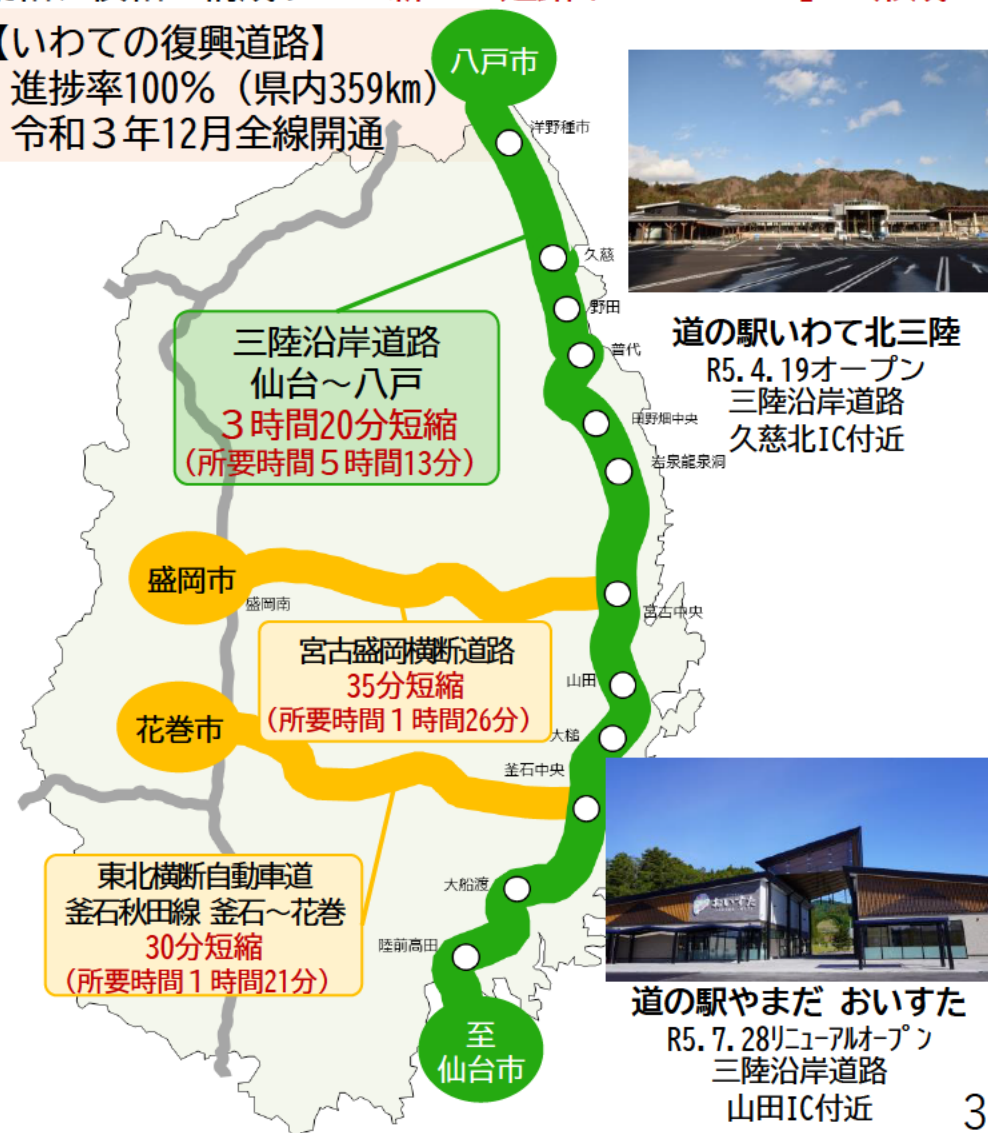 【いわての復興道路】
進捗率100%（県内359km）
令和３年12月全線開通
八戸市
洋野種市
久慈
野田
普代
田野畑中央
岩泉龍泉洞
三陸沿岸道路
仙台～八戸
３時間20分短縮
（所要時間５時間13分）
道の駅いわて北三陸
R5.4.19オープン
三陸沿岸道路
久慈北IC付近
盛岡市
盛岡南
宮古中央
宮古盛岡横断道路
35分短縮
（所要時間１時間26分）
山田
花巻市
大槌
釜石中央
東北横断自動車道
釜石秋田線 釜石～花巻
30分短縮
（所要時間１時間21分）
大船渡
陸前高田
至
仙台市
おいすた
道の駅やまだ おいすた
R5.7.28リニューアルオープン
三陸沿岸道路
山田IC付近
3